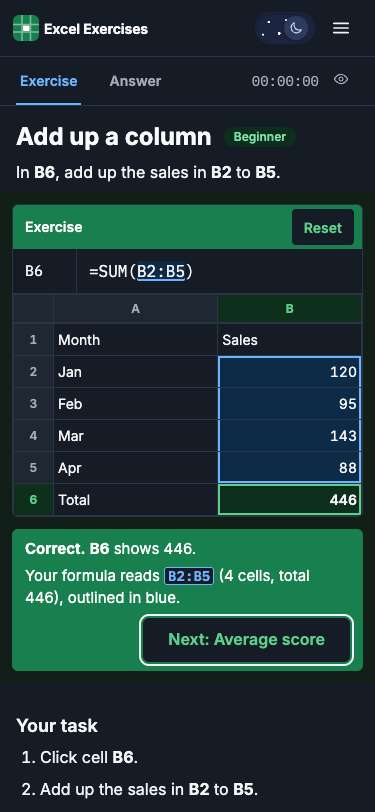 Excel Exercises
Exercise Answer 00:00:00
Add up a column Beginner
In B6, add up the sales in B2 to B5.
Exercise Reset
B6 =SUM(B2:B5)
A B
1 Month Sales
2 Jan 120
3 Feb 95
4 Mar 143
5 Apr 88
6 Total 446
Correct. B6 shows 446.
Your formula reads B2:B5 (4 cells, total
446), outlined in blue.
Next: Average score
Your task
1. Click cell B6.
2. Add up the sales in B2 to B5.